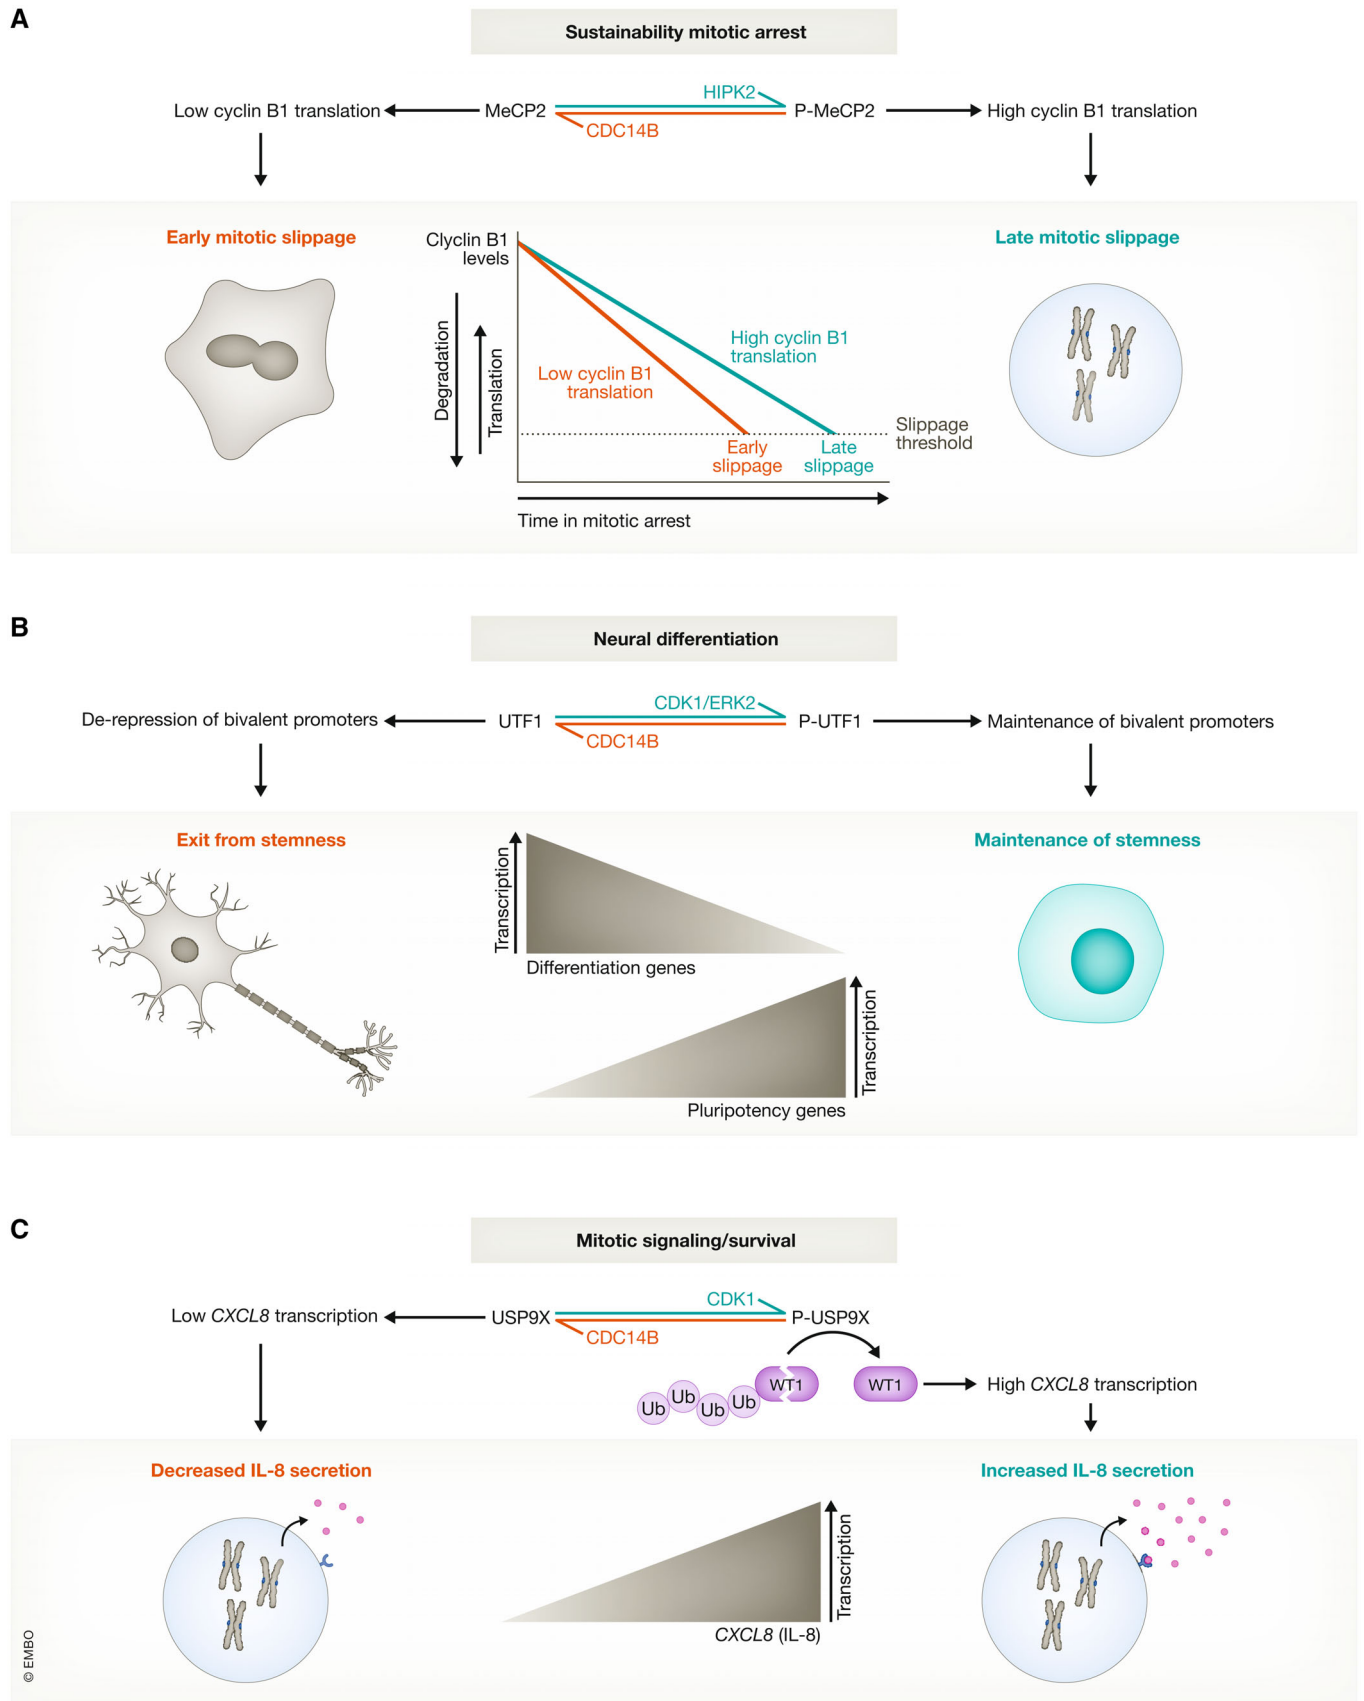 A
Sustainability mitotic arrest
HIPK2
Low cyclin B1 translation
MeCP2
P-MeCP2
High cyclin B1 translation
CDC14B
Early mitotic slippage
Clyclin B1
levels
Degradation
Translation
High cyclin B1
translation
Low cyclin B1
translation
Slippage
threshold
Early
slippage
Late
slippage
Time in mitotic arrest
Late mitotic slippage
B
Neural differentiation
CDK1/ERK2
De-repression of bivalent promoters
UTF1
P-UTF1
Maintenance of bivalent promoters
CDC14B
Exit from stemness
Transcription
Differentiation genes
Transcription
Pluripotency genes
Maintenance of stemness
C
Mitotic signaling/survival
CDK1
Low CXCL8 transcription
USP9X
P-USP9X
CDC14B
Ub
Ub
Ub
Ub
WT1
WT1
High CXCL8 transcription
Decreased IL-8 secretion
Transcription
CXCL8 (IL-8)
Increased IL-8 secretion
© EMBO